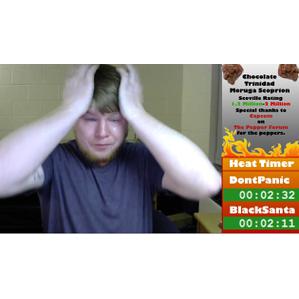 Chocolate
Trinidad
Moruga Scoprion
Scoville Rating
1.2 Million-2 Million
Special thanks to
Capcom
on
The Pepper Forum
for the peppers.
Heat Timer
DontPanic
00:02:32
BlackSanta
00:02:11